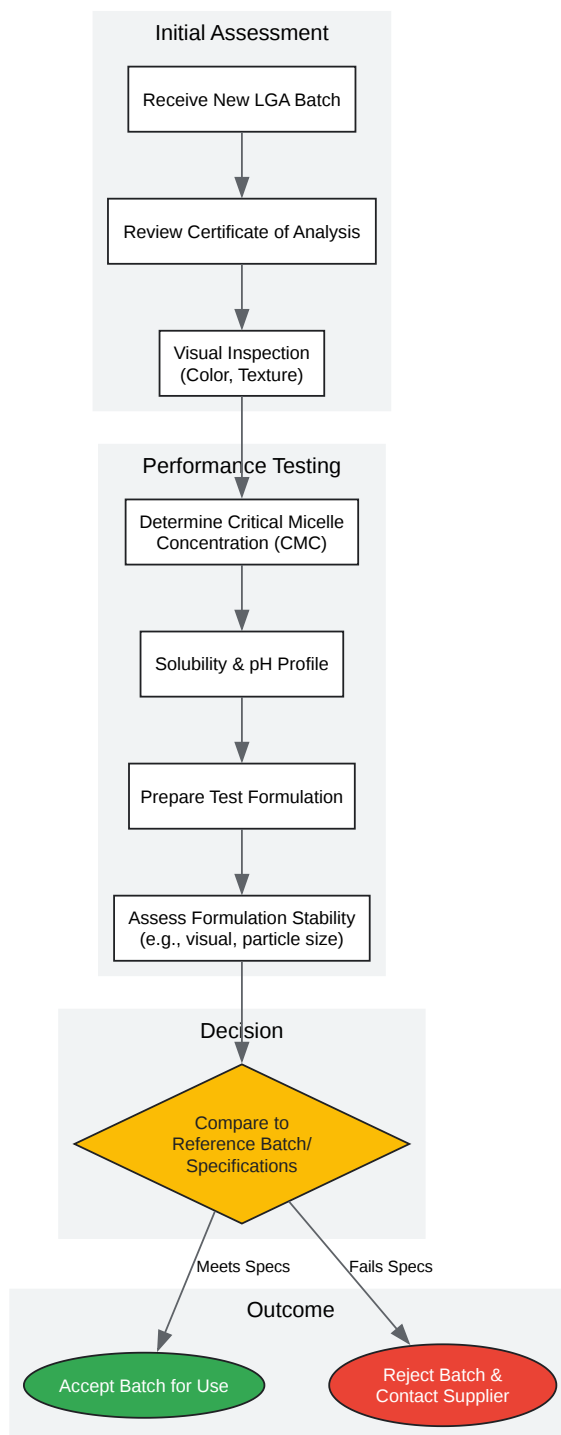 Initial Assessment
Receive New LGA Batch
Review Certificate of Analysis
Visual Inspection
(Color, Texture)
Performance Testing
Determine Critical Micelle
Concentration (CMC)
Solubility & pH Profile
Prepare Test Formulation
Assess Formulation Stability
(e.g., visual, particle size)
Decision
Compare to
Reference Batch/
Specifications
Meets Specs
Fails Specs
Outcome
Accept Batch for Use
Reject Batch &
Contact Supplier